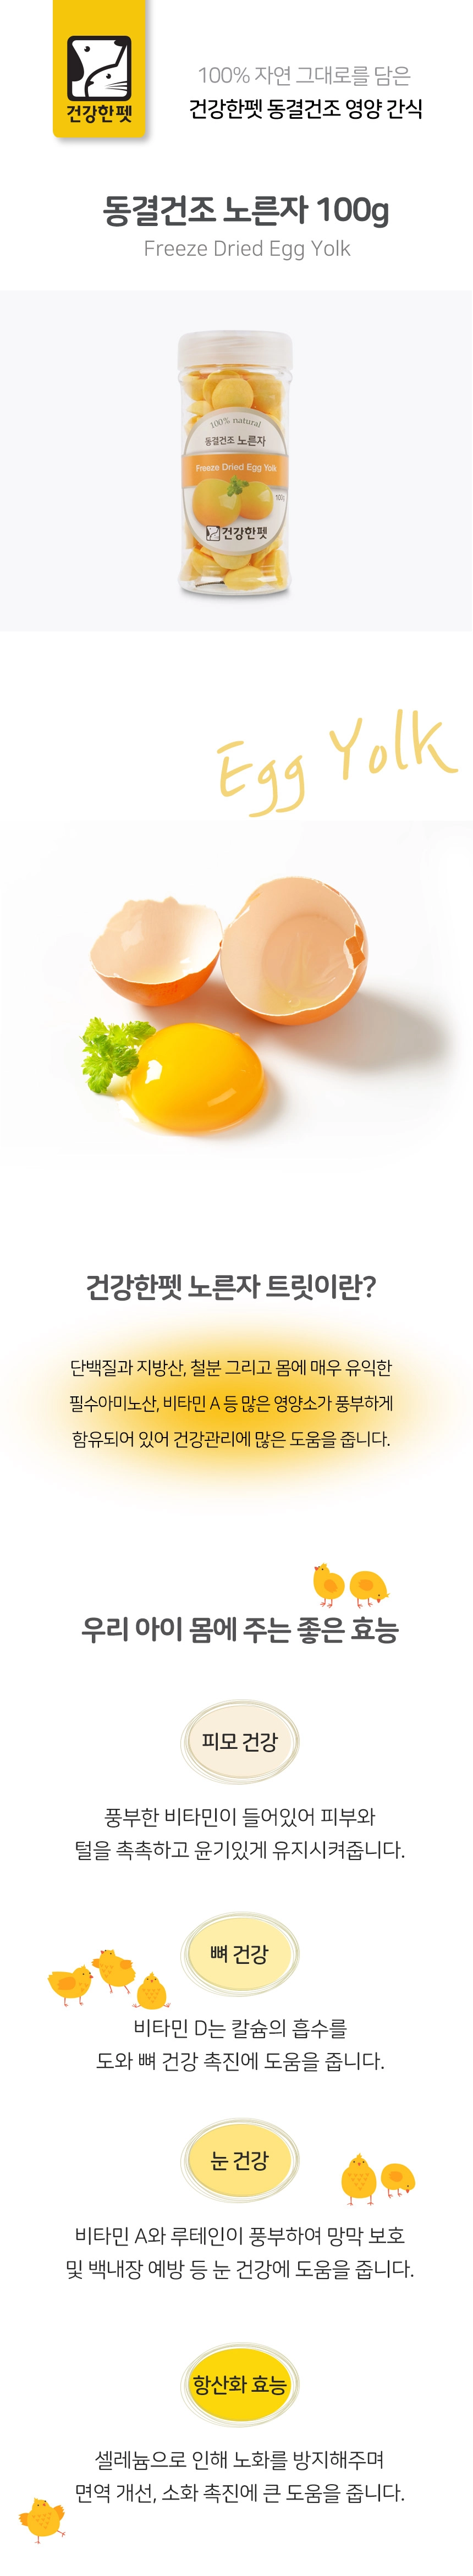 건강한펫
100% 자연 그대로를 담은
건강한펫 동결건조 영양 간식
동결건조 노른자 100g
Freeze Dried Egg Yolk
100% natural
동결건조 노른자
Freeze Dried Egg Yolk
100g
건강한펫
Egg Yolk
건강한펫 노른자 트릿이란?
단백질과 지방산, 철분 그리고 몸에 매우 유익한
필수아미노산, 비타민 A 등 많은 영양소가 풍부하게
함유되어 있어 건강관리에 많은 도움을 줍니다.
우리 아이 몸에 주는 좋은 효능
피모 건강
풍부한 비타민이 들어있어 피부와
털을 촉촉하고 윤기있게 유지시켜줍니다.
뼈 건강
비타민 D는 칼슘의 흡수를
도와 뼈 건강 촉진에 도움을 줍니다.
눈 건강
비타민 A와 루테인이 풍부하여 망막 보호
및 백내장 예방 등 눈 건강에 도움을 줍니다.
항산화 효능
셀레늄으로 인해 노화를 방지해주며
면역 개선, 소화 촉진에 큰 도움을 줍니다.